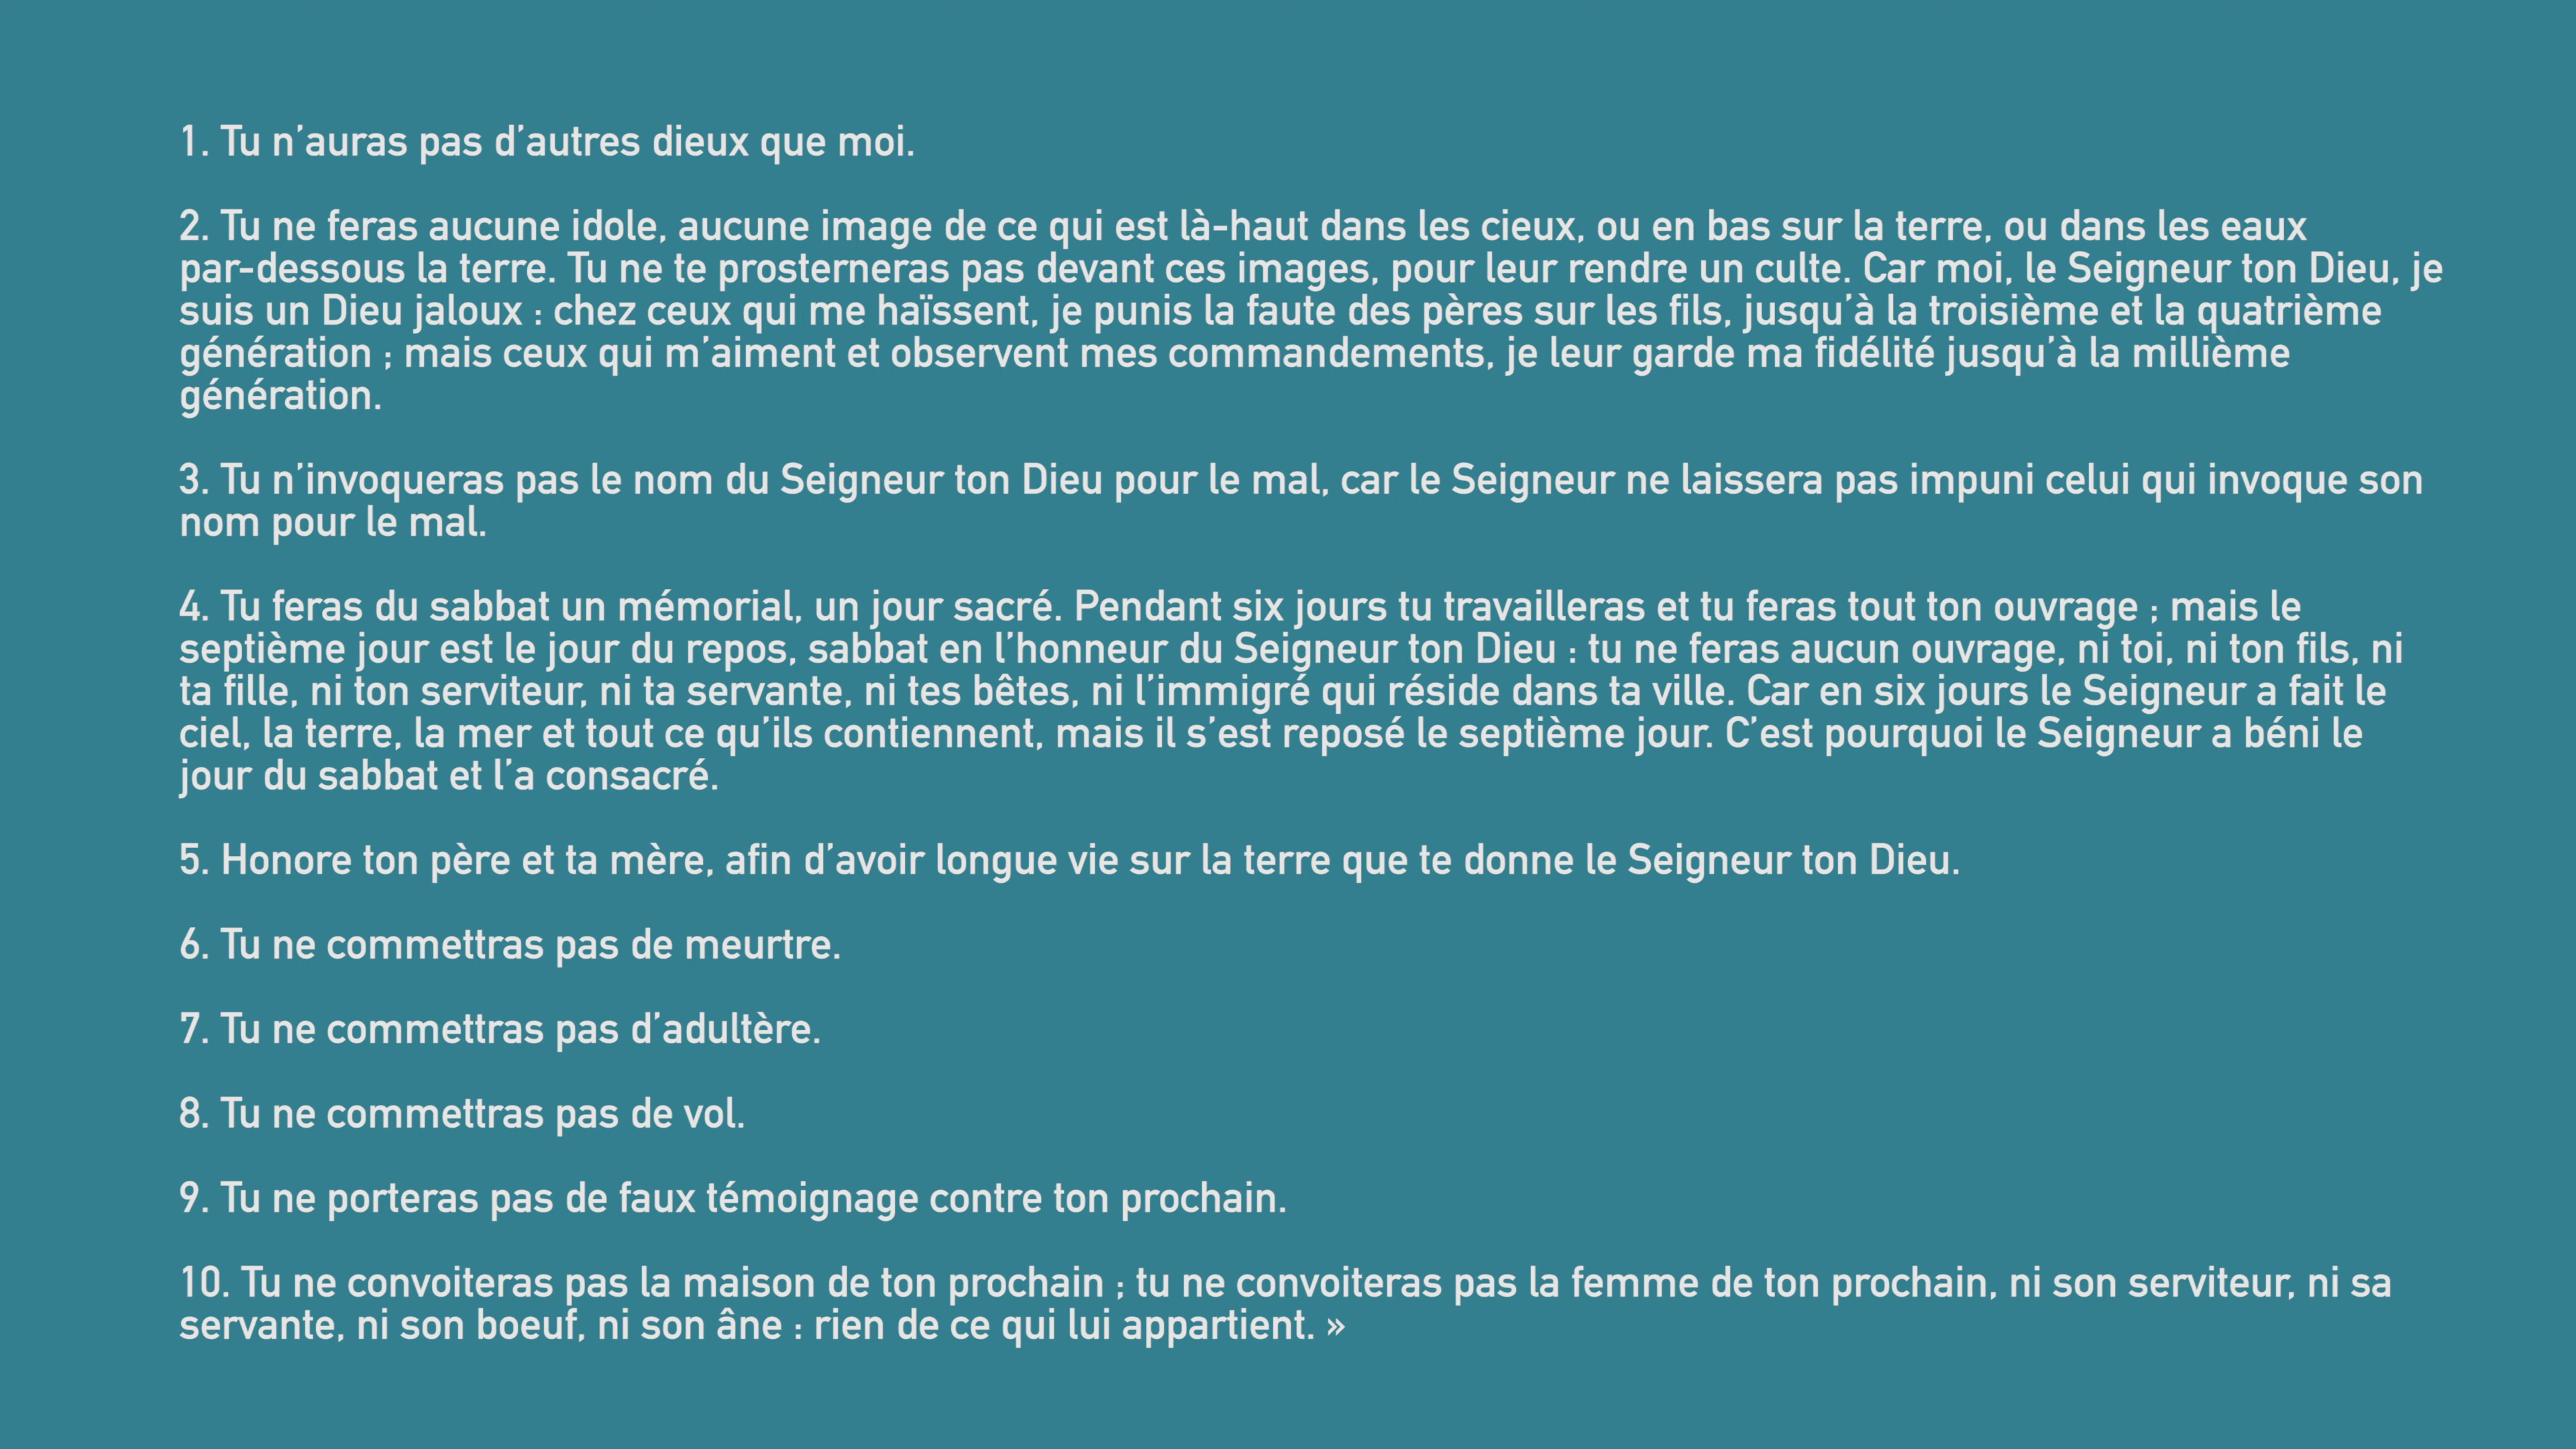 1. Tu n’auras pas d’autres dieux que moi.
2. Tu ne feras aucune idole, aucune image de ce qui est là-haut dans les cieux, ou en bas sur la terre, ou dans les eaux
par-dessous la terre. Tu ne te prosterneras pas devant ces images, pour leur rendre un culte. Car moi, le Seigneur ton Dieu, je
suis un Dieu jaloux : chez ceux qui me haïssent, je punis la faute des pères sur les fils, jusqu’à la troisième et la quatrième
génération ; mais ceux qui m’aiment et observent mes commandements, je leur garde ma fidélité jusqu’à la millième
génération.
3. Tu n’invoqueras pas le nom du Seigneur ton Dieu pour le mal, car le Seigneur ne laissera pas impuni celui qui invoque son
nom pour le mal.
4. Tu feras du sabbat un mémorial, un jour sacré. Pendant six jours tu travailleras et tu feras tout ton ouvrage ; mais le
septième jour est le jour du repos, sabbat en l’honneur du Seigneur ton Dieu : tu ne feras aucun ouvrage, ni toi, ni ton fils, ni
ta fille, ni ton serviteur, ni ta servante, ni tes bêtes, ni l’immigré qui réside dans ta ville. Car en six jours le Seigneur a fait le
ciel, la terre, la mer et tout ce qu’ils contiennent, mais il s’est reposé le septième jour. C’est pourquoi le Seigneur a béni le
jour du sabbat et l’a consacré.
5. Honore ton père et ta mère, afin d’avoir longue vie sur la terre que te donne le Seigneur ton Dieu.
6. Tu ne commettras pas de meurtre.
7. Tu ne commettras pas d’adultère.
8. Tu ne commettras pas de vol.
9. Tu ne porteras pas de faux témoignage contre ton prochain.
10. Tu ne convoiteras pas la maison de ton prochain ; tu ne convoiteras pas la femme de ton prochain, ni son serviteur, ni sa
servante, ni son boeuf, ni son âne : rien de ce qui lui appartient. »